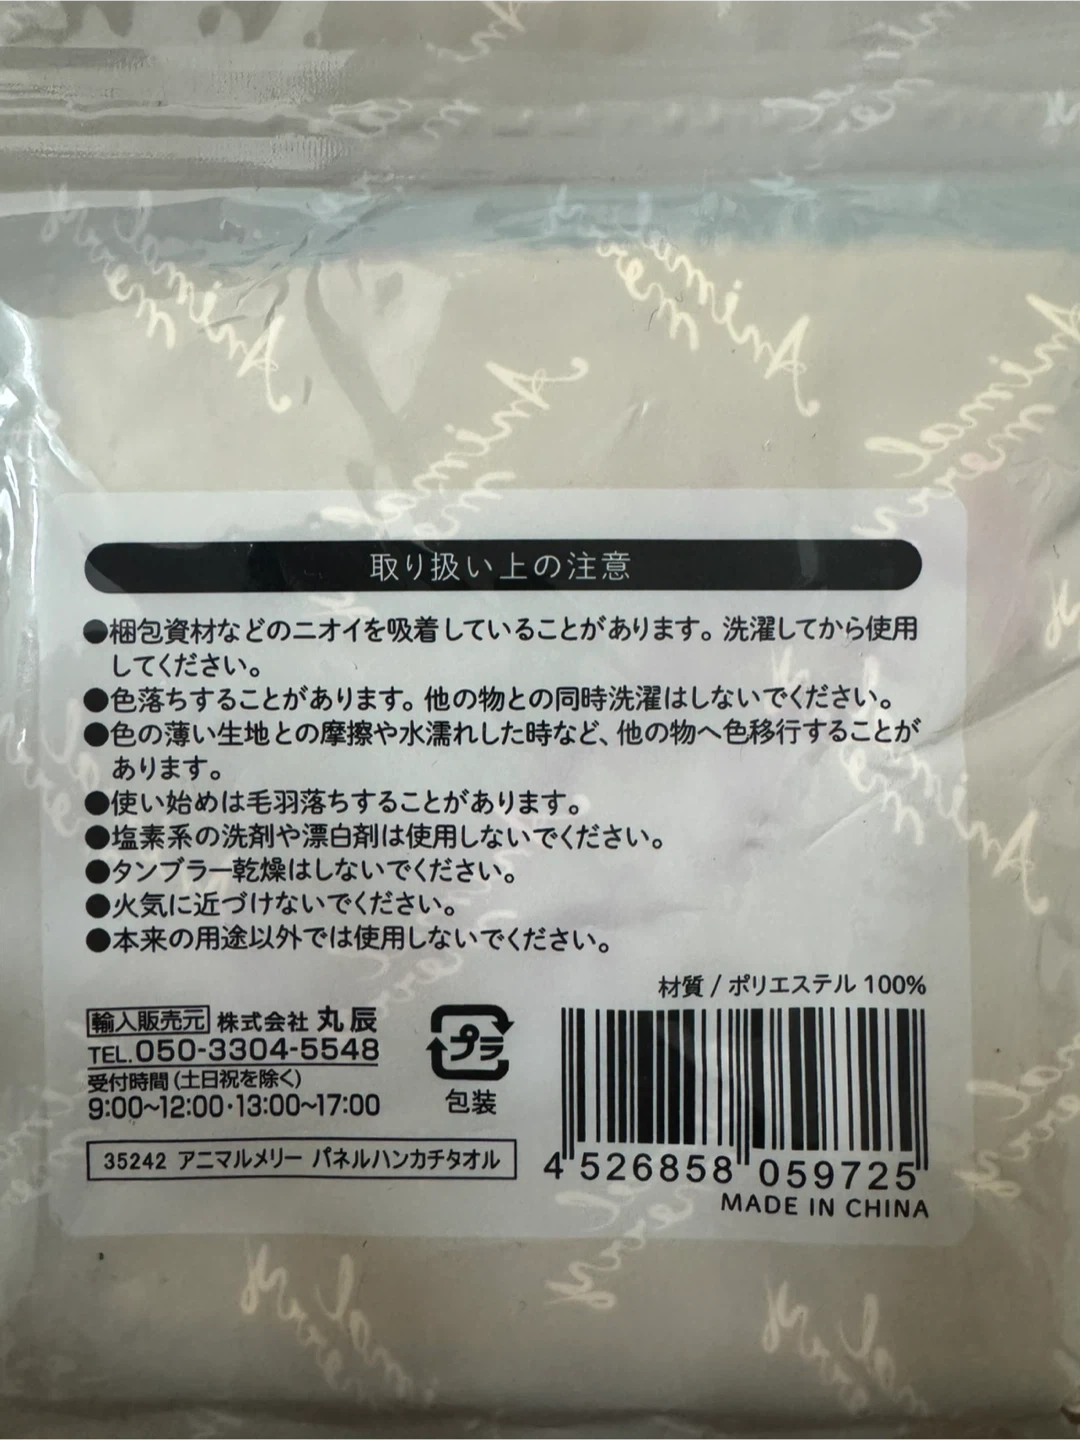 取り扱い上の注意
●梱包資材などのニオイを吸着していることがあります。洗濯してから使用
してください。
●色落ちすることがあります。他の物との同時洗濯はしないでください。
●色の薄い生地との摩擦や水濡れした時など、他の物へ色移行することが
あります。
●使い始めは毛羽落ちすることがあります。
●塩素系の洗剤や漂白剤は使用しないでください。
●タンブラー乾燥はしないでください。
●火気に近づけないでください。
●本来の用途以外では使用しないでください。
材質 / ポリエステル 100%
輸入販売元 株式会社 丸辰
TEL.050-3304-5548
受付時間(土日祝を除く)
9:00~12:00・13:00~17:00
プラ
包装
35242 アニマルメリー パネルハンカチタオル
4 526858 059725
MADE IN CHINA
Animal merry
Animal merry
Animal merry
Animal merry
Animal merry